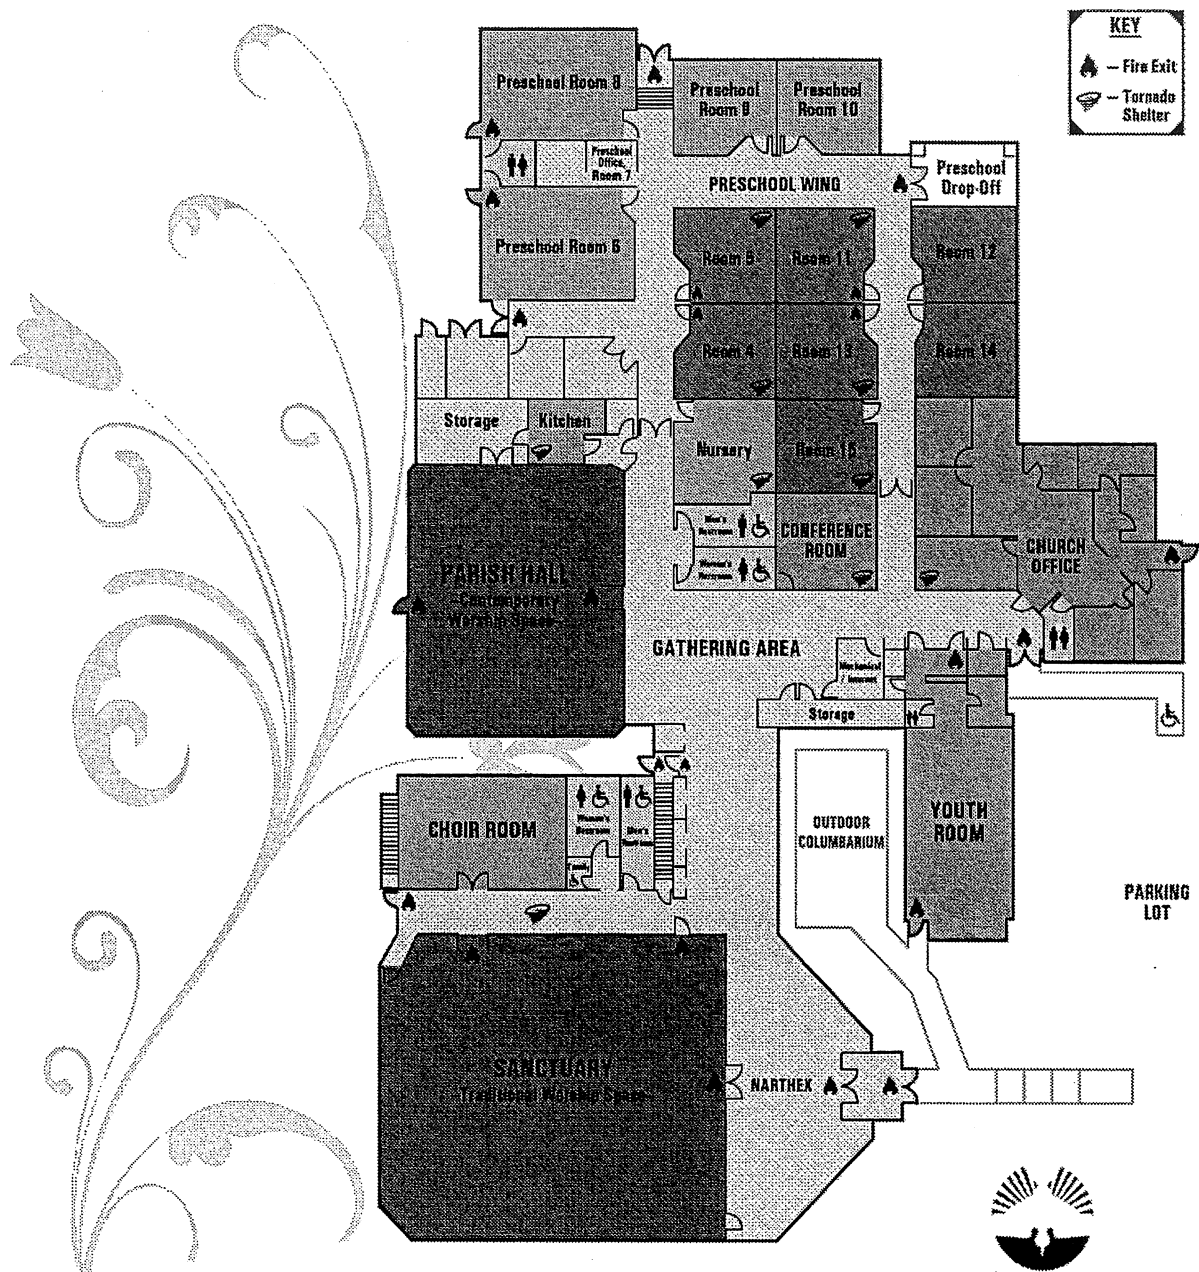 KEY
– Fire Exit
– Tornado
Shelter
Preschool Room 8
Preschool
Room 9
Preschool
Room 10
Preschool
Office,
Room 7
PRESCHOOL WING
Preschool
Drop-Off
Preschool Room 6
Room 5
Room 11
Room 12
Room 4
Room 13
Room 14
Storage
Kitchen
Nursery
Room 15
Men's
Restroom
Women's
Restroom
CONFERENCE
ROOM
CHURCH
OFFICE
PARISH HALL
-Contemporary
Worship Space-
GATHERING AREA
Mechanical
/ Internet
Storage
CHOIR ROOM
Women's
Restroom
Men's
Restroom
Family
OUTDOOR
COLUMBARIUM
YOUTH
ROOM
PARKING
LOT
SANCTUARY
-Traditional Worship Space-
NARTHEX